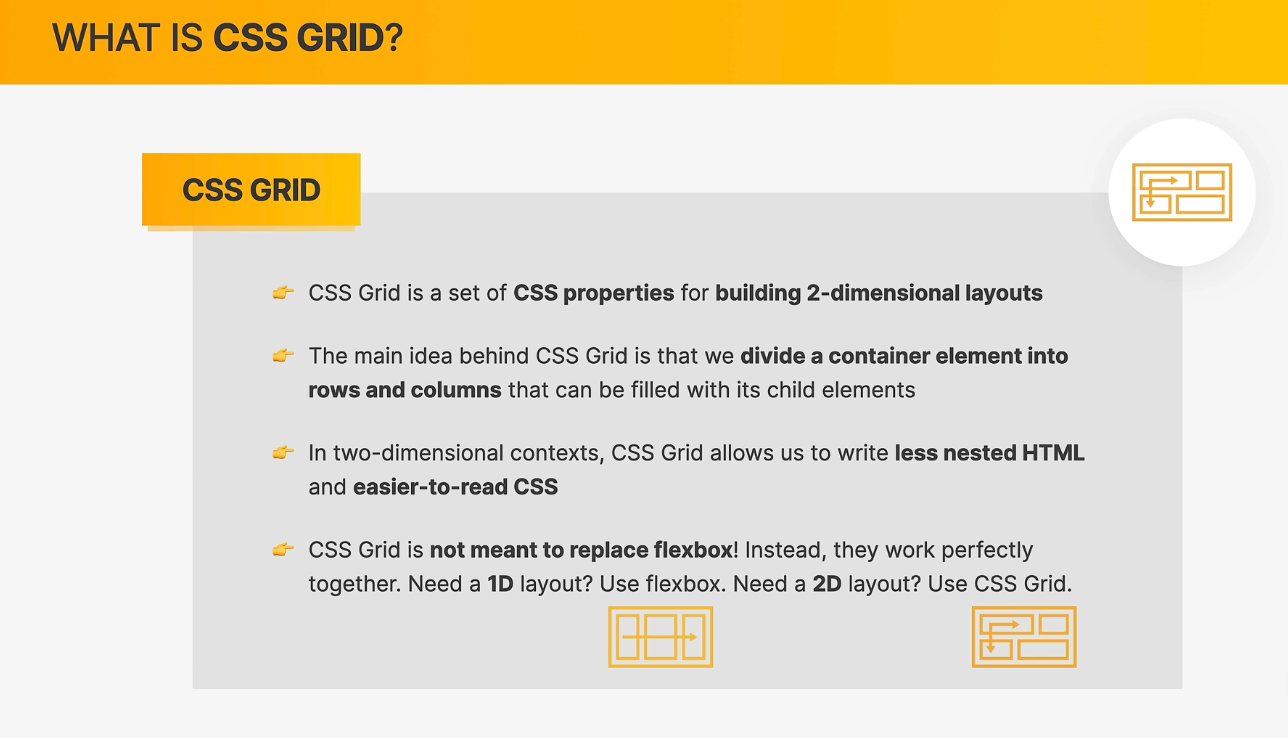 WHAT IS CSS GRID?
CSS GRID
👉 CSS Grid is a set of CSS properties for building 2-dimensional layouts
👉 The main idea behind CSS Grid is that we divide a container element into
rows and columns that can be filled with its child elements
👉 In two-dimensional contexts, CSS Grid allows us to write less nested HTML
and easier-to-read CSS
👉 CSS Grid is not meant to replace flexbox! Instead, they work perfectly
together. Need a 1D layout? Use flexbox. Need a 2D layout? Use CSS Grid.